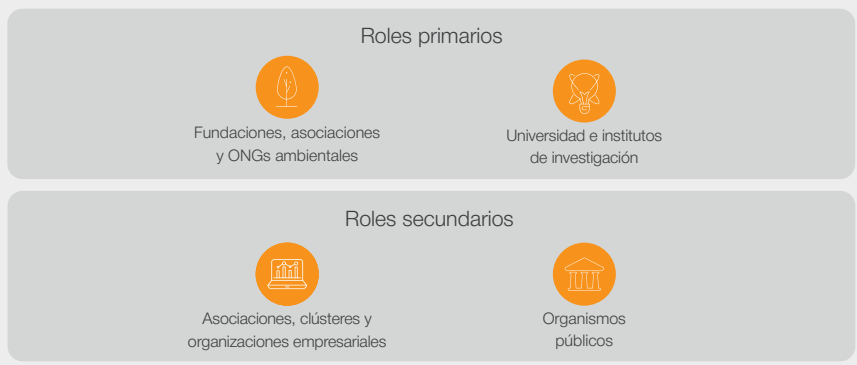 Roles primarios
Fundaciones, asociaciones
y ONGs ambientales
Universidad e institutos
de investigación
Roles secundarios
Asociaciones, clústeres y
organizaciones empresariales
Organismos
públicos